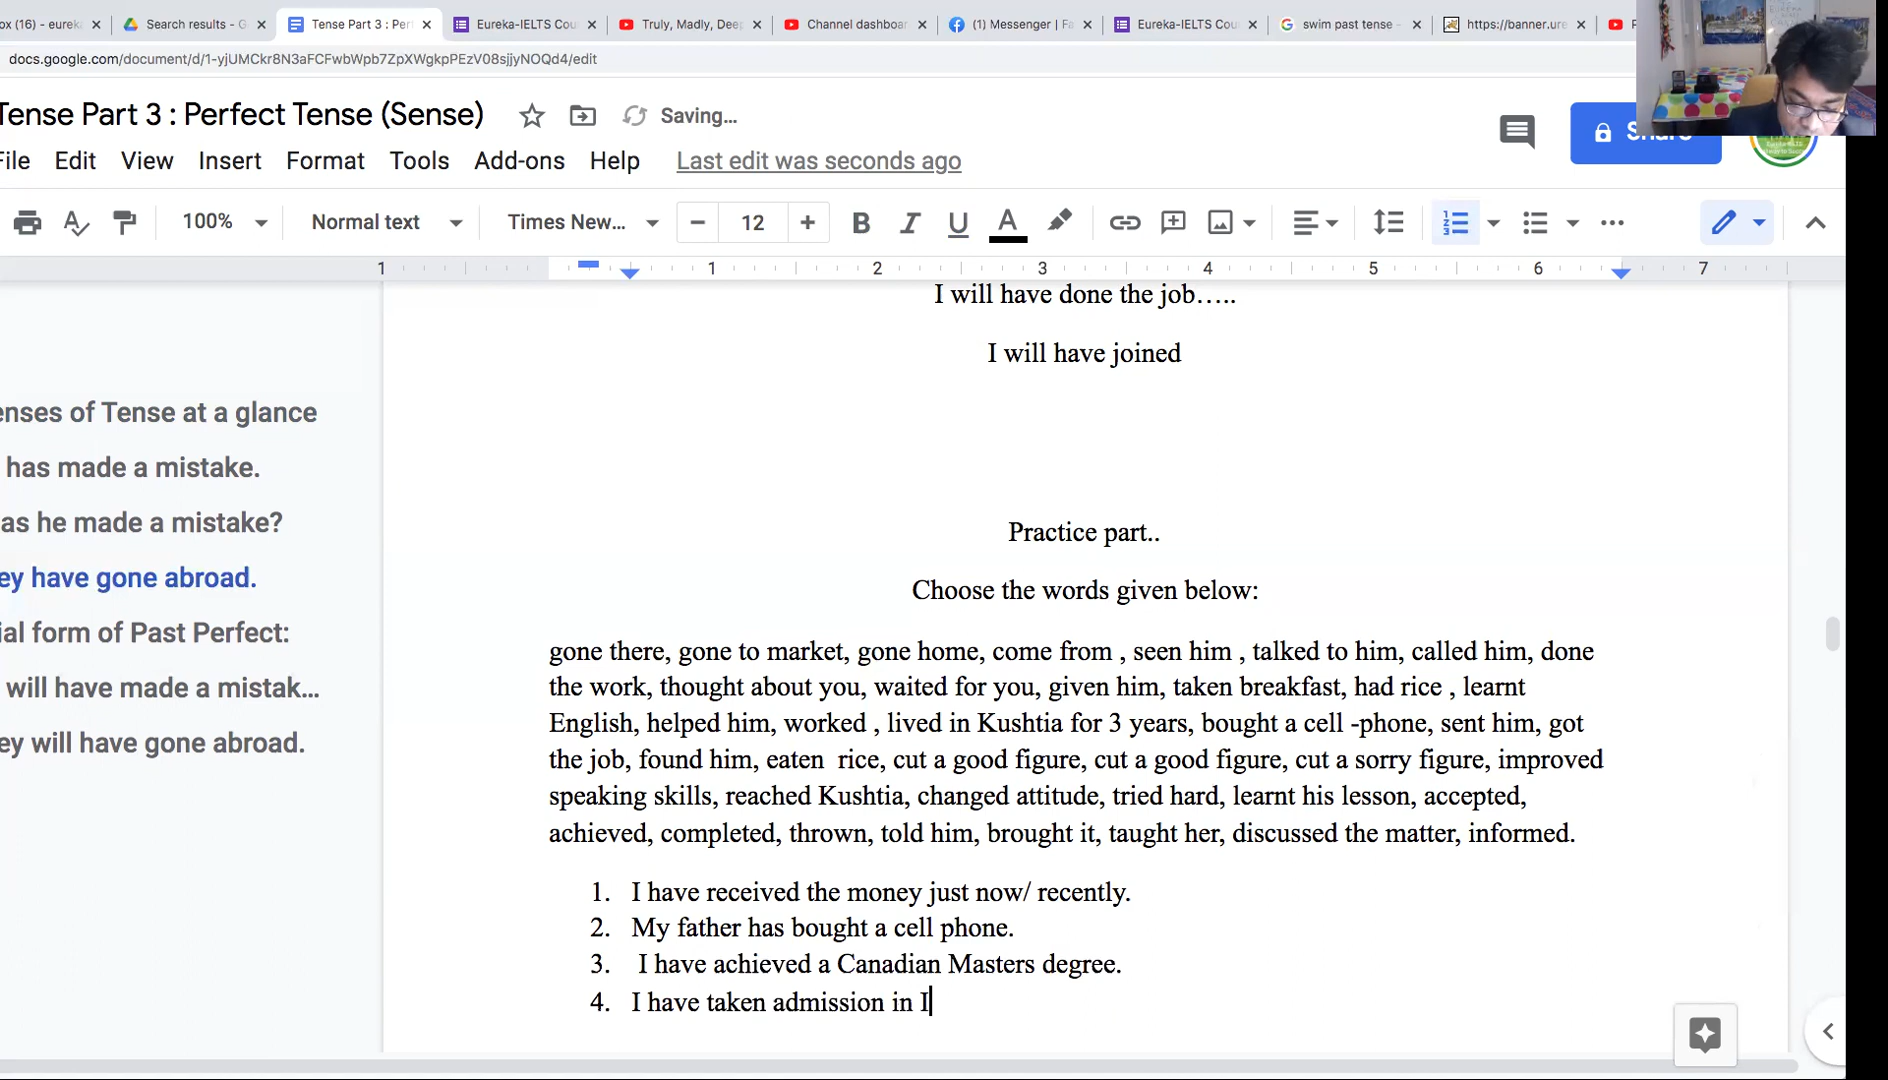 ox (16) - eurek
Search results - G
Tense Part 3 : Per
Eureka-IELTS Cou
Truly, Madly, Deep
Channel dashboar
(1) Messenger | Fa
Eureka-IELTS Cou
swim past tense -
https://banner.ure
docs.google.com/document/d/1-yjUMCkr8N3aFCFwbWpb7ZpXWgkpPEzV08sjjyNOQd4/edit
Tense Part 3 : Perfect Tense (Sense)
Saving...
Share
File Edit View Insert Format Tools Add-ons Help Last edit was seconds ago
100% Normal text Times New... 12 B I U A
1 1 2 3 4 5 6 7
I will have done the job…..
I will have joined
enses of Tense at a glance
has made a mistake.
as he made a mistake?
ey have gone abroad.
ial form of Past Perfect:
will have made a mistak...
ey will have gone abroad.
Practice part..
Choose the words given below:
gone there, gone to market, gone home, come from , seen him , talked to him, called him, done
the work, thought about you, waited for you, given him, taken breakfast, had rice , learnt
English, helped him, worked , lived in Kushtia for 3 years, bought a cell -phone, sent him, got
the job, found him, eaten  rice, cut a good figure, cut a good figure, cut a sorry figure, improved
speaking skills, reached Kushtia, changed attitude, tried hard, learnt his lesson, accepted,
achieved, completed, thrown, told him, brought it, taught her, discussed the matter, informed.
1. I have received the money just now/ recently.
2. My father has bought a cell phone.
3. I have achieved a Canadian Masters degree.
4. I have taken admission in I